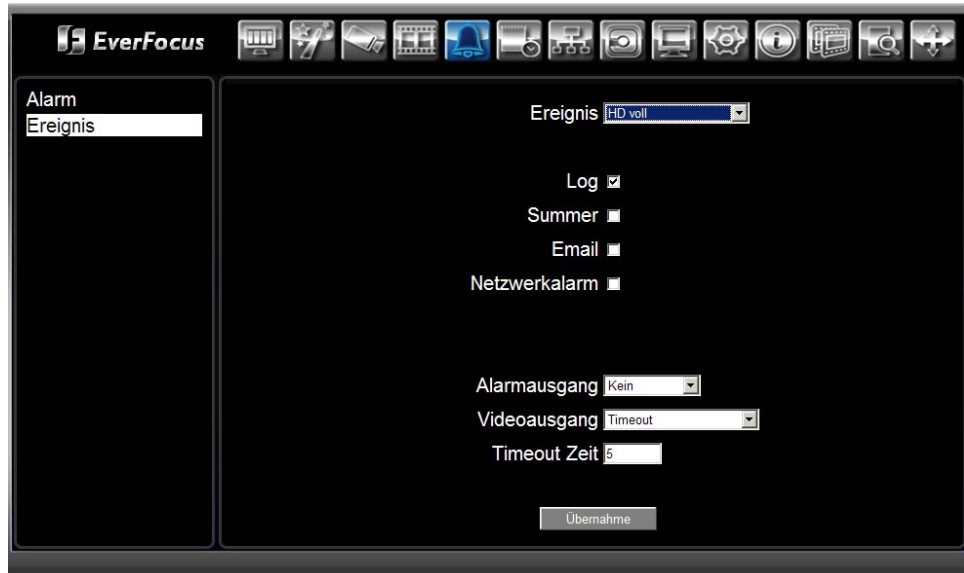 EverFocus
Alarm
Ereignis
Ereignis HD voll
Log
Summer
Email
Netzwerkalarm
Alarmausgang Kein
Videoausgang Timeout
Timeout Zeit 5
Übernahme